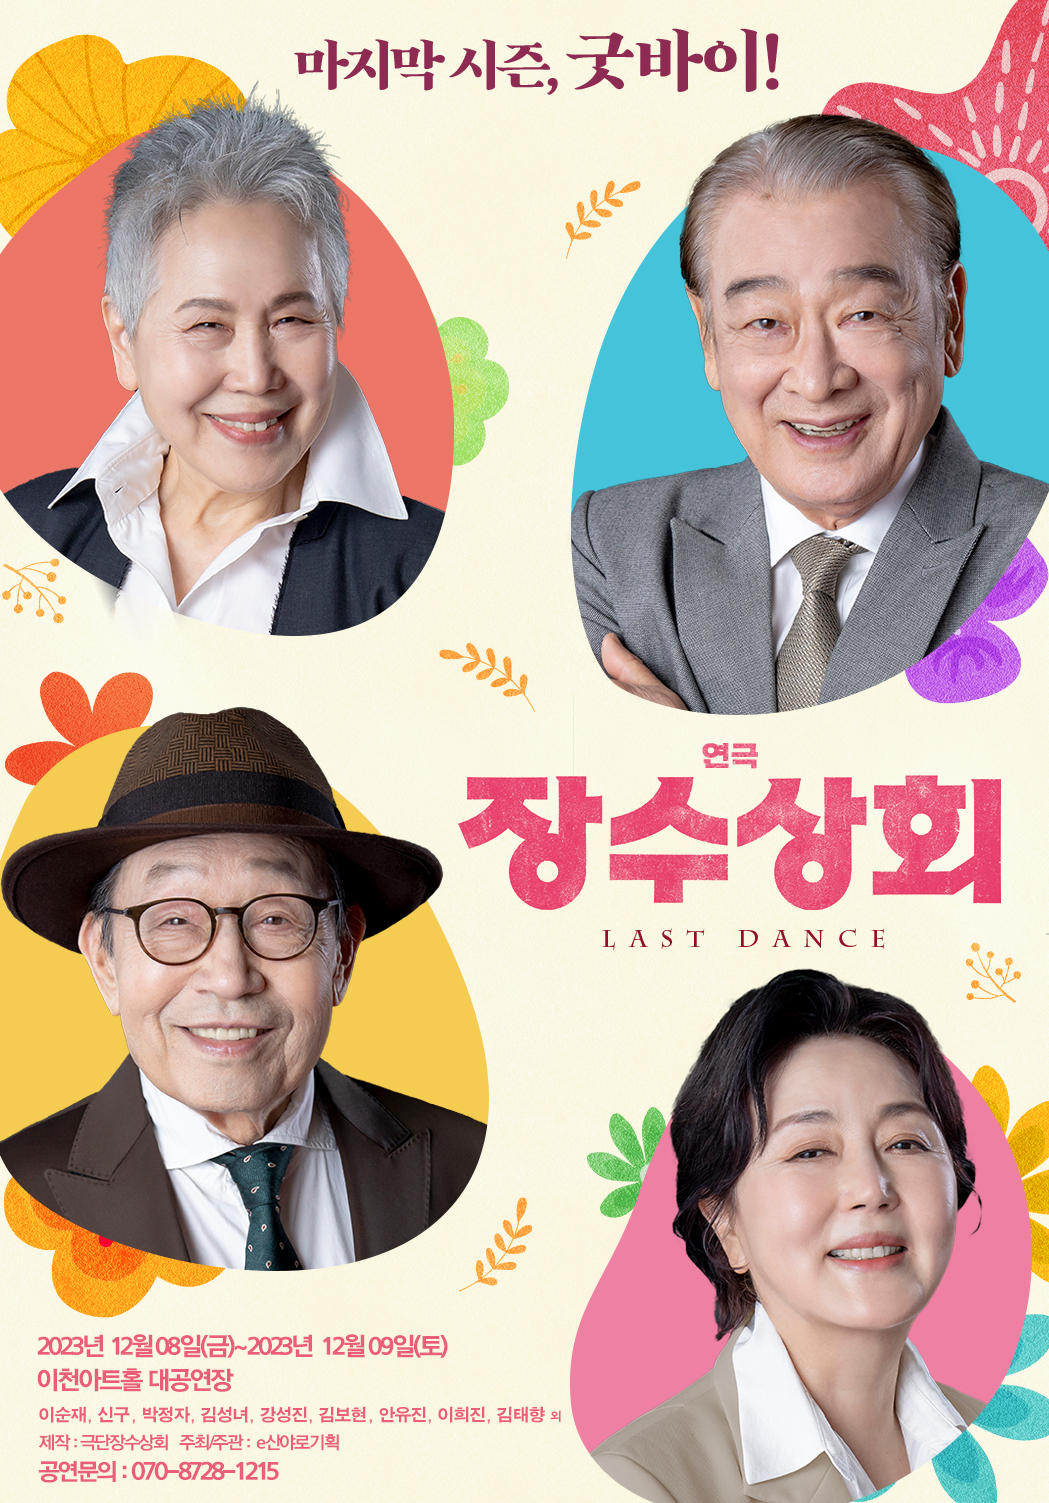 마지막 시즌, 굿바이!
연극
장수상회
LAST DANCE
2023년 12월 08일(금)~2023년 12월 09일(토)
이천아트홀 대공연장
이순재, 신구, 박정자, 김성녀, 강성진, 김보현, 안유진, 이희진, 김태향 외
제작 : 극단장수상회 주최/주관 : e신야로기획
공연문의 : 070-8728-1215